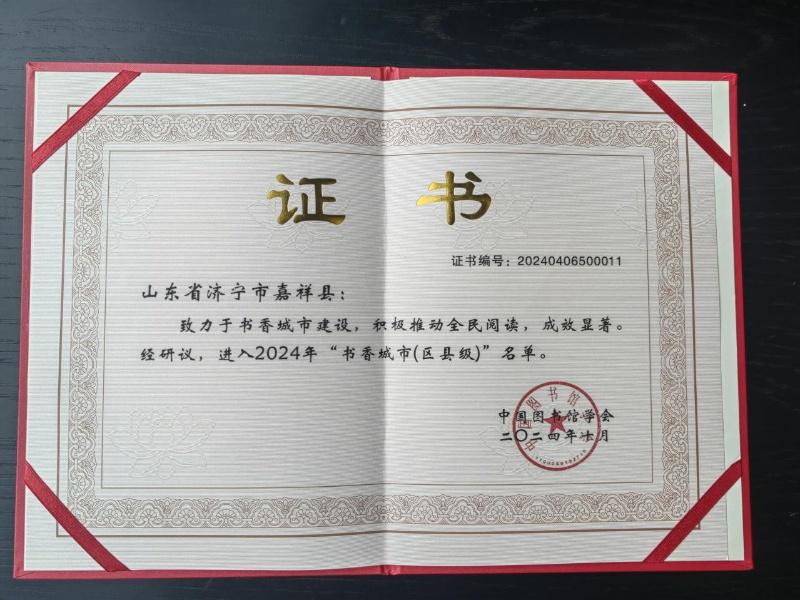 证 书
证书编号：20240406500011
山东省济宁市嘉祥县：
致力于书香城市建设，积极推动全民阅读，成效显著。
经研议，进入2024年“书香城市(区县级)”名单。
中国图书馆学会
二〇二四年十月